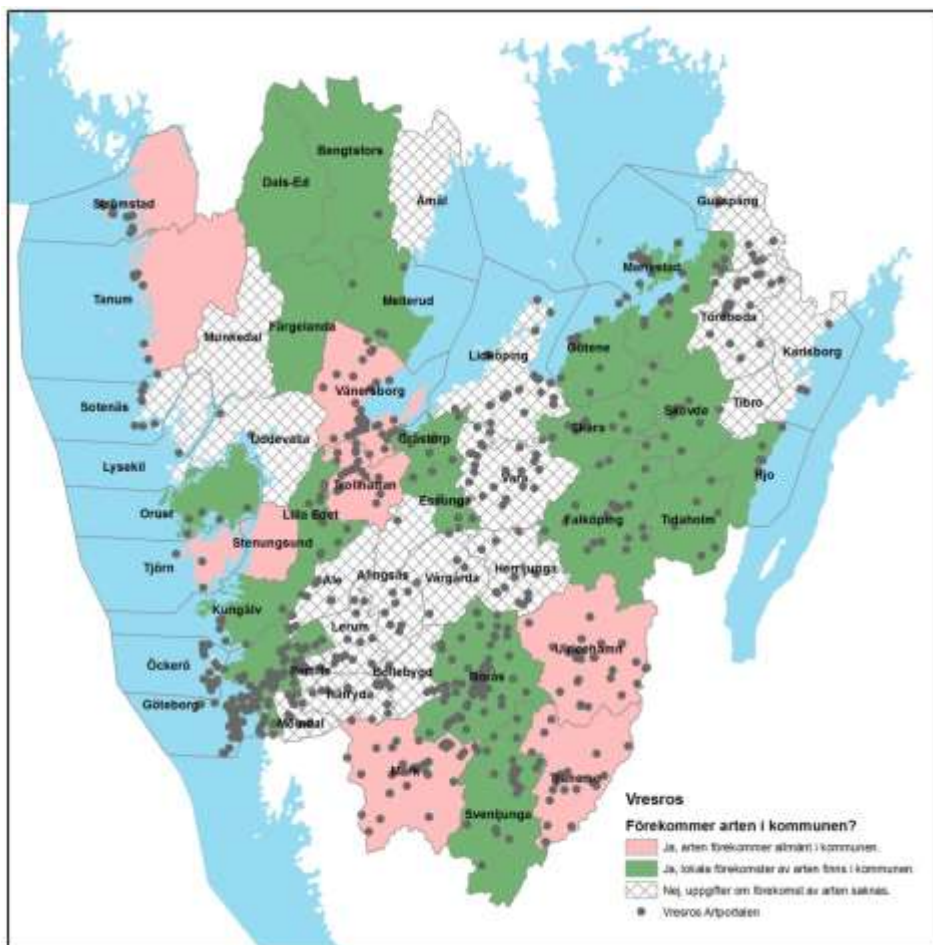 Bengtsfors
Dals-Ed
Åmål
Strömstad
Gullspång
Mariestad
Tanum
Mellerud
Töreboda
Färgelanda
Munkedal
Karlsborg
Götene
Lidköping
Vänersborg
Tibro
Sotenäs
Skövde
Skara
Grästorp
Uddevalla
Lysekil
Hjo
Vara
Trollhättan
Essunga
Orust
Lilla Edet
Falköping
Tidaholm
Stenungsund
Tjörn
Herrljunga
Alingsås
Vårgårda
Ale
Kungälv
Lerum
Ulricehamn
Öckerö
Partille
Bollebygd
Borås
Härryda
Göteborg
Mölndal
Mark
Tranemo
Svenljunga
Vresros
Förekommer arten i kommunen?
Ja, arten förekommer allmänt i kommunen.
Ja, lokala förekomster av arten finns i kommunen
Nej, uppgifter om förekomst av arten saknas.
Vresros Artportalen